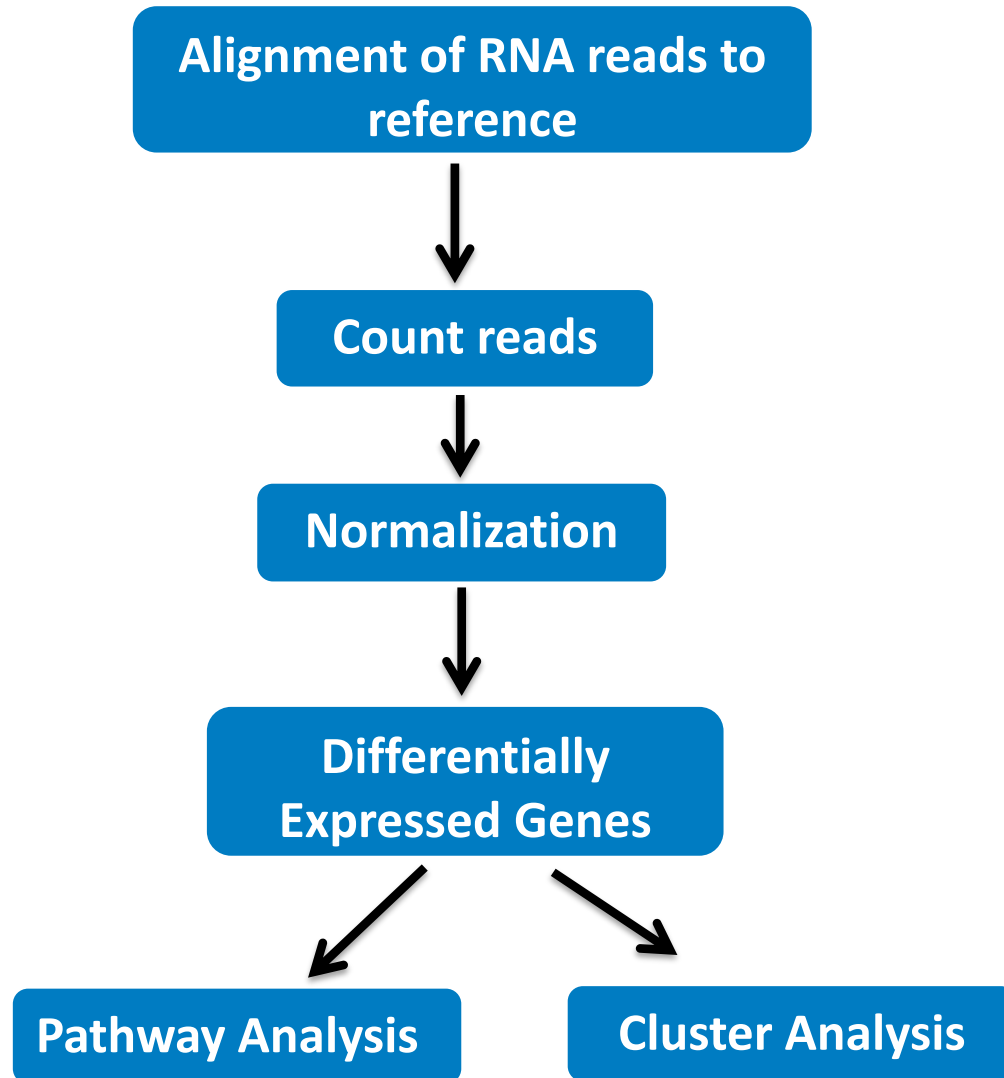 Alignment of RNA reads to
reference
Count reads
Normalization
Differentially
Expressed Genes
Pathway Analysis
Cluster Analysis